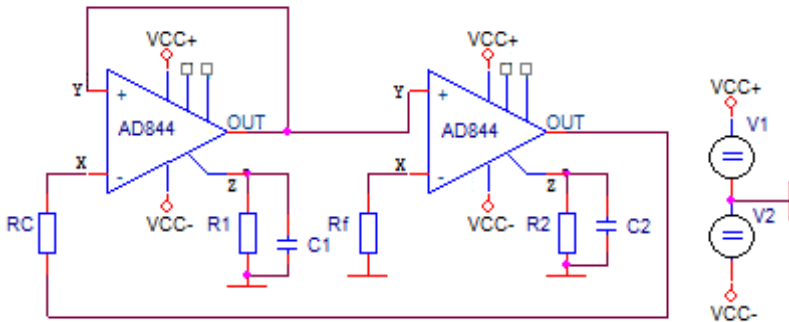 VCC+
Y
+
AD844
OUT
X
-
Z
VCC-
RC
R1
C1
VCC+
Y
+
AD844
OUT
X
-
Z
VCC-
Rf
R2
C2
VCC+
V1
V2
VCC-